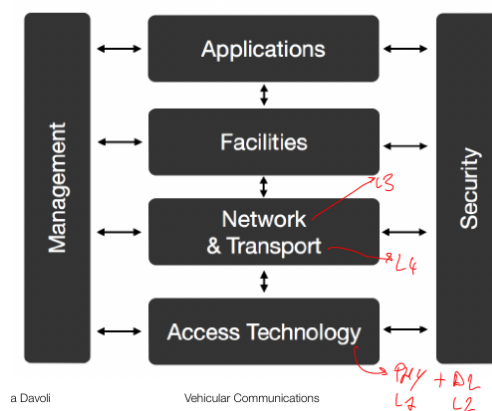 Applications
Management
Facilities
Security
L3
Network
& Transport
L4
Access Technology
PHY + DL
L1 L2
a Davoli
Vehicular Communications